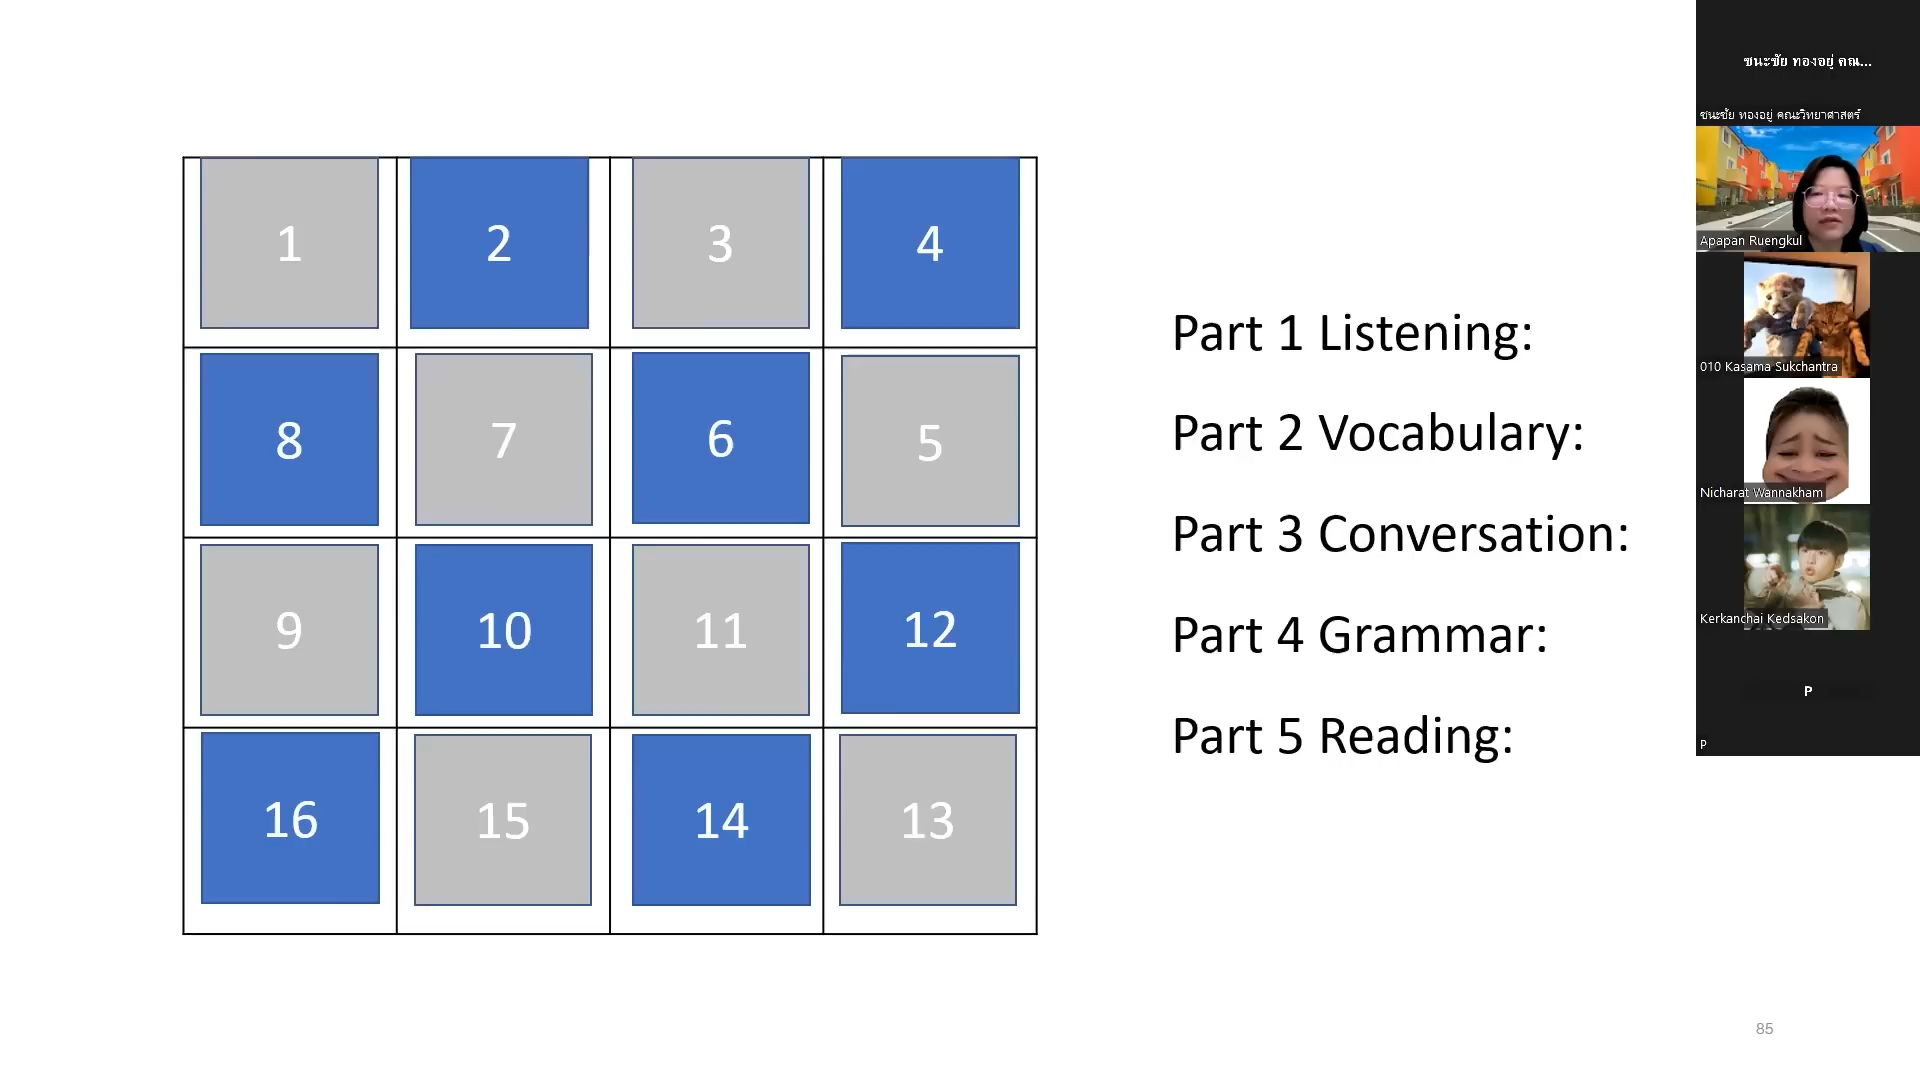 1
2
3
4
8
7
6
5
9
10
11
12
16
15
14
13
Part 1 Listening:
Part 2 Vocabulary:
Part 3 Conversation:
Part 4 Grammar:
Part 5 Reading:
85
ชนะชัย ทองอยู่ คณ...
ชนะชัย ทองอยู่ คณะวิทยาศาสตร์
Apapan Ruengkul
010 Kasama Sukchantra
Nicharat Wannakham
Kerkanchai Kedsakon
P
P